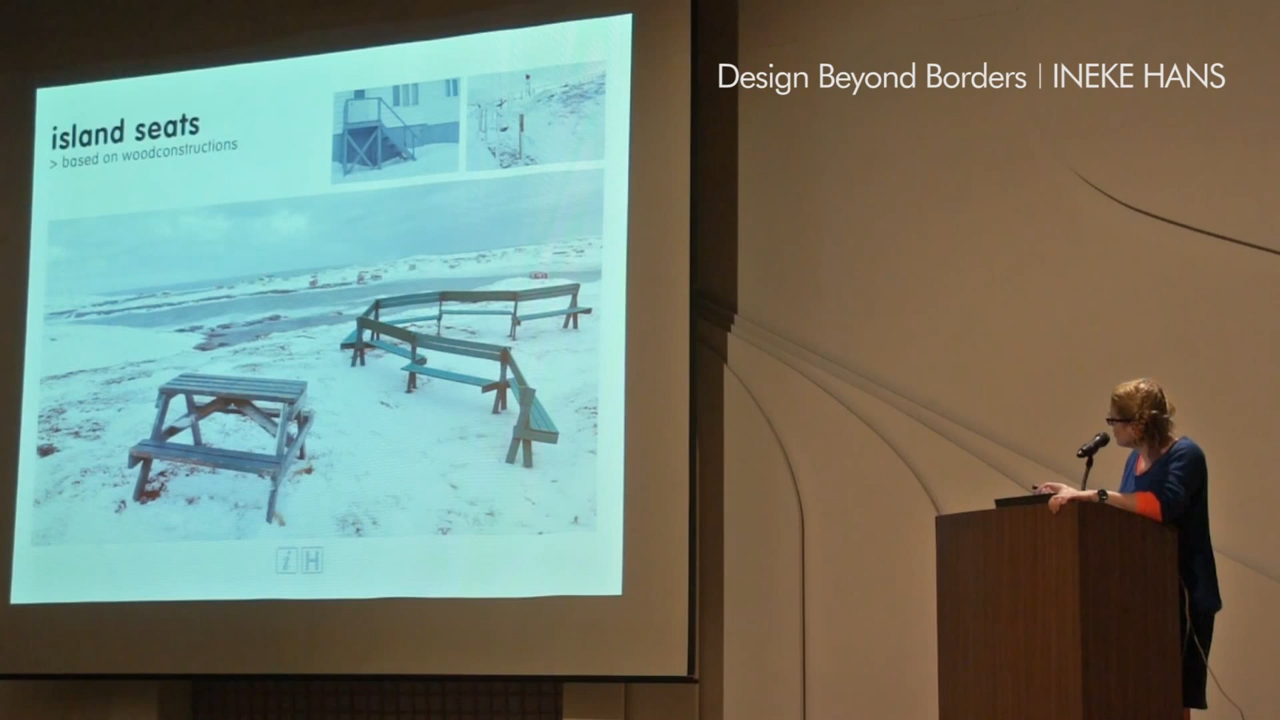 Design Beyond Borders | INEKE HANS
island seats
> based on woodconstructions
i H